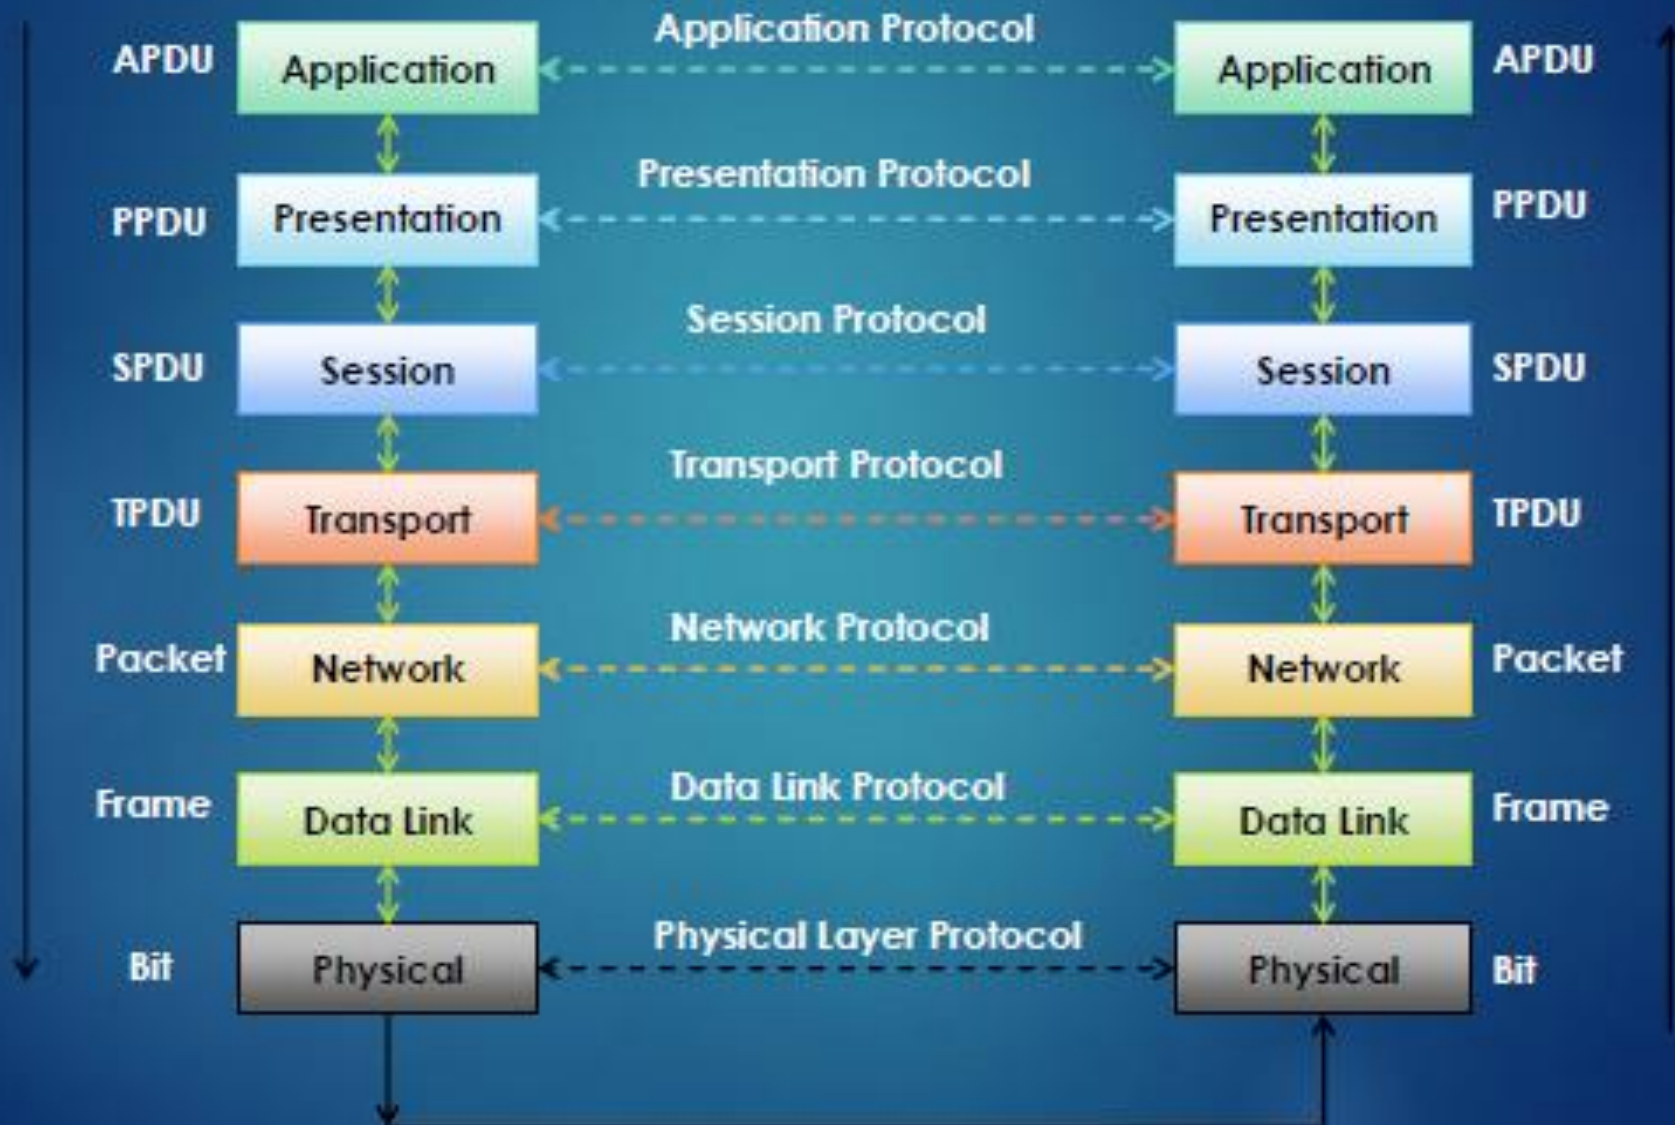 APDU Application Application Protocol Application APDU
PPDU Presentation Presentation Protocol Presentation PPDU
SPDU Session Session Protocol Session SPDU
TPDU Transport Transport Protocol Transport TPDU
Packet Network Network Protocol Network Packet
Frame Data Link Data Link Protocol Data Link Frame
Bit Physical Physical Layer Protocol Physical Bit